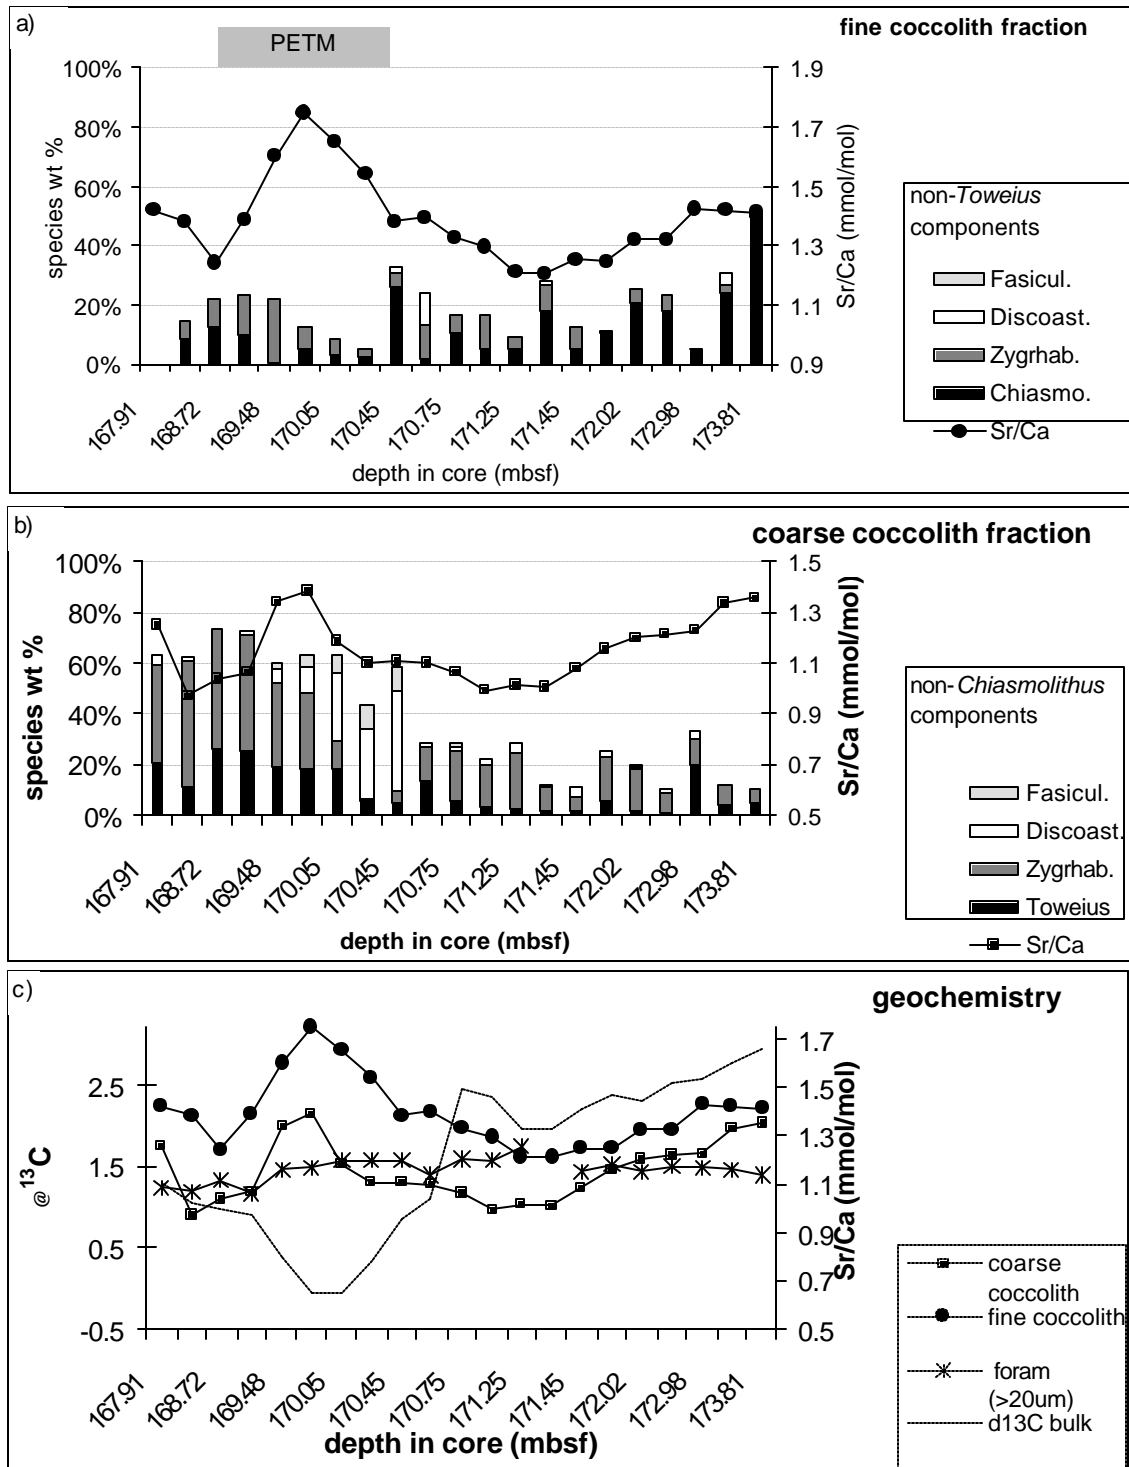 a)
PETM
fine coccolith fraction
100%
80%
60%
40%
20%
0%
species wt %
1.9
1.7
1.5
1.3
1.1
0.9
Sr/Ca (mmol/mol)
non-Toweius
components
Fasicul.
Discoast.
Zygrhab.
Chiasmo.
Sr/Ca
167.91
168.72
169.48
170.05
170.45
170.75
171.25
171.45
172.02
172.98
173.81
depth in core (mbsf)
b)
coarse coccolith fraction
100%
80%
60%
40%
20%
0%
species wt %
1.5
1.3
1.1
0.9
0.7
0.5
Sr/Ca (mmol/mol)
non-Chiasmolithus
components
Fasicul.
Discoast.
Zygrhab.
Toweius
Sr/Ca
167.91
168.72
169.48
170.05
170.45
170.75
171.25
171.45
172.02
172.98
173.81
depth in core (mbsf)
c)
geochemistry
2.5
1.5
0.5
-0.5
@ 13C
1.7
1.5
1.3
1.1
0.9
0.7
0.5
Sr/Ca (mmol/mol)
coarse
coccolith
fine coccolith
foram
(>20um)
d13C bulk
167.91
168.72
169.48
170.05
170.45
170.75
171.25
171.45
172.02
172.98
173.81
depth in core (mbsf)